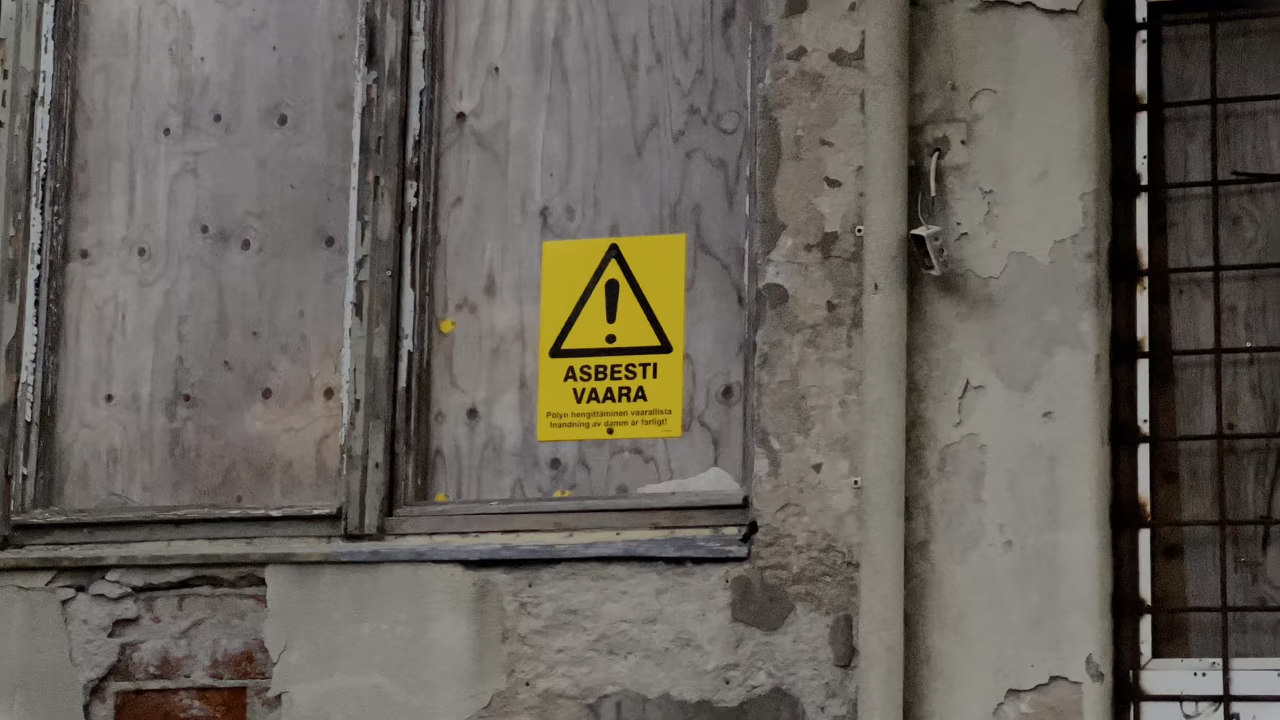 ASBESTI
VAARA
Pölyn hengittäminen vaarallista
Inandning av damm är farligt!